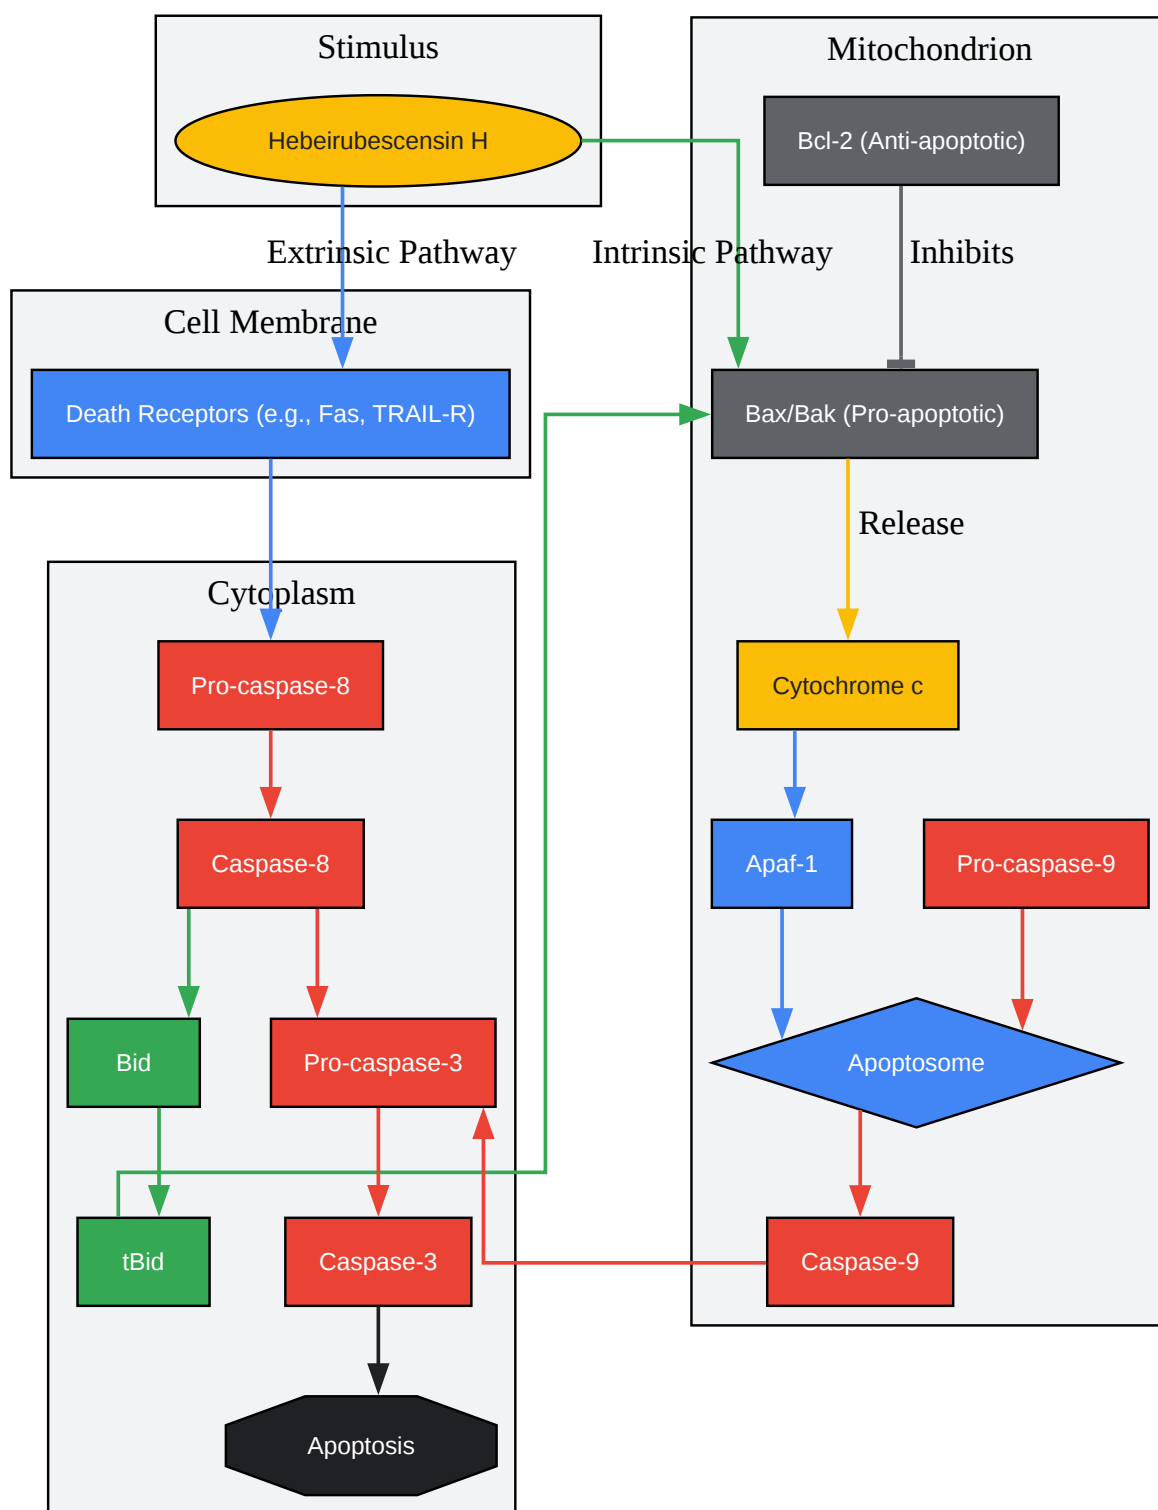 Stimulus
Hebeirubescensin H
Mitochondrion
Bcl-2 (Anti-apoptotic)
Extrinsic Pathway
Intrinsic Pathway
Inhibits
Cell Membrane
Death Receptors (e.g., Fas, TRAIL-R)
Bax/Bak (Pro-apoptotic)
Release
Cytoplasm
Pro-caspase-8
Cytochrome c
Caspase-8
Apaf-1
Pro-caspase-9
Bid
Pro-caspase-3
Apoptosome
tBid
Caspase-3
Caspase-9
Apoptosis